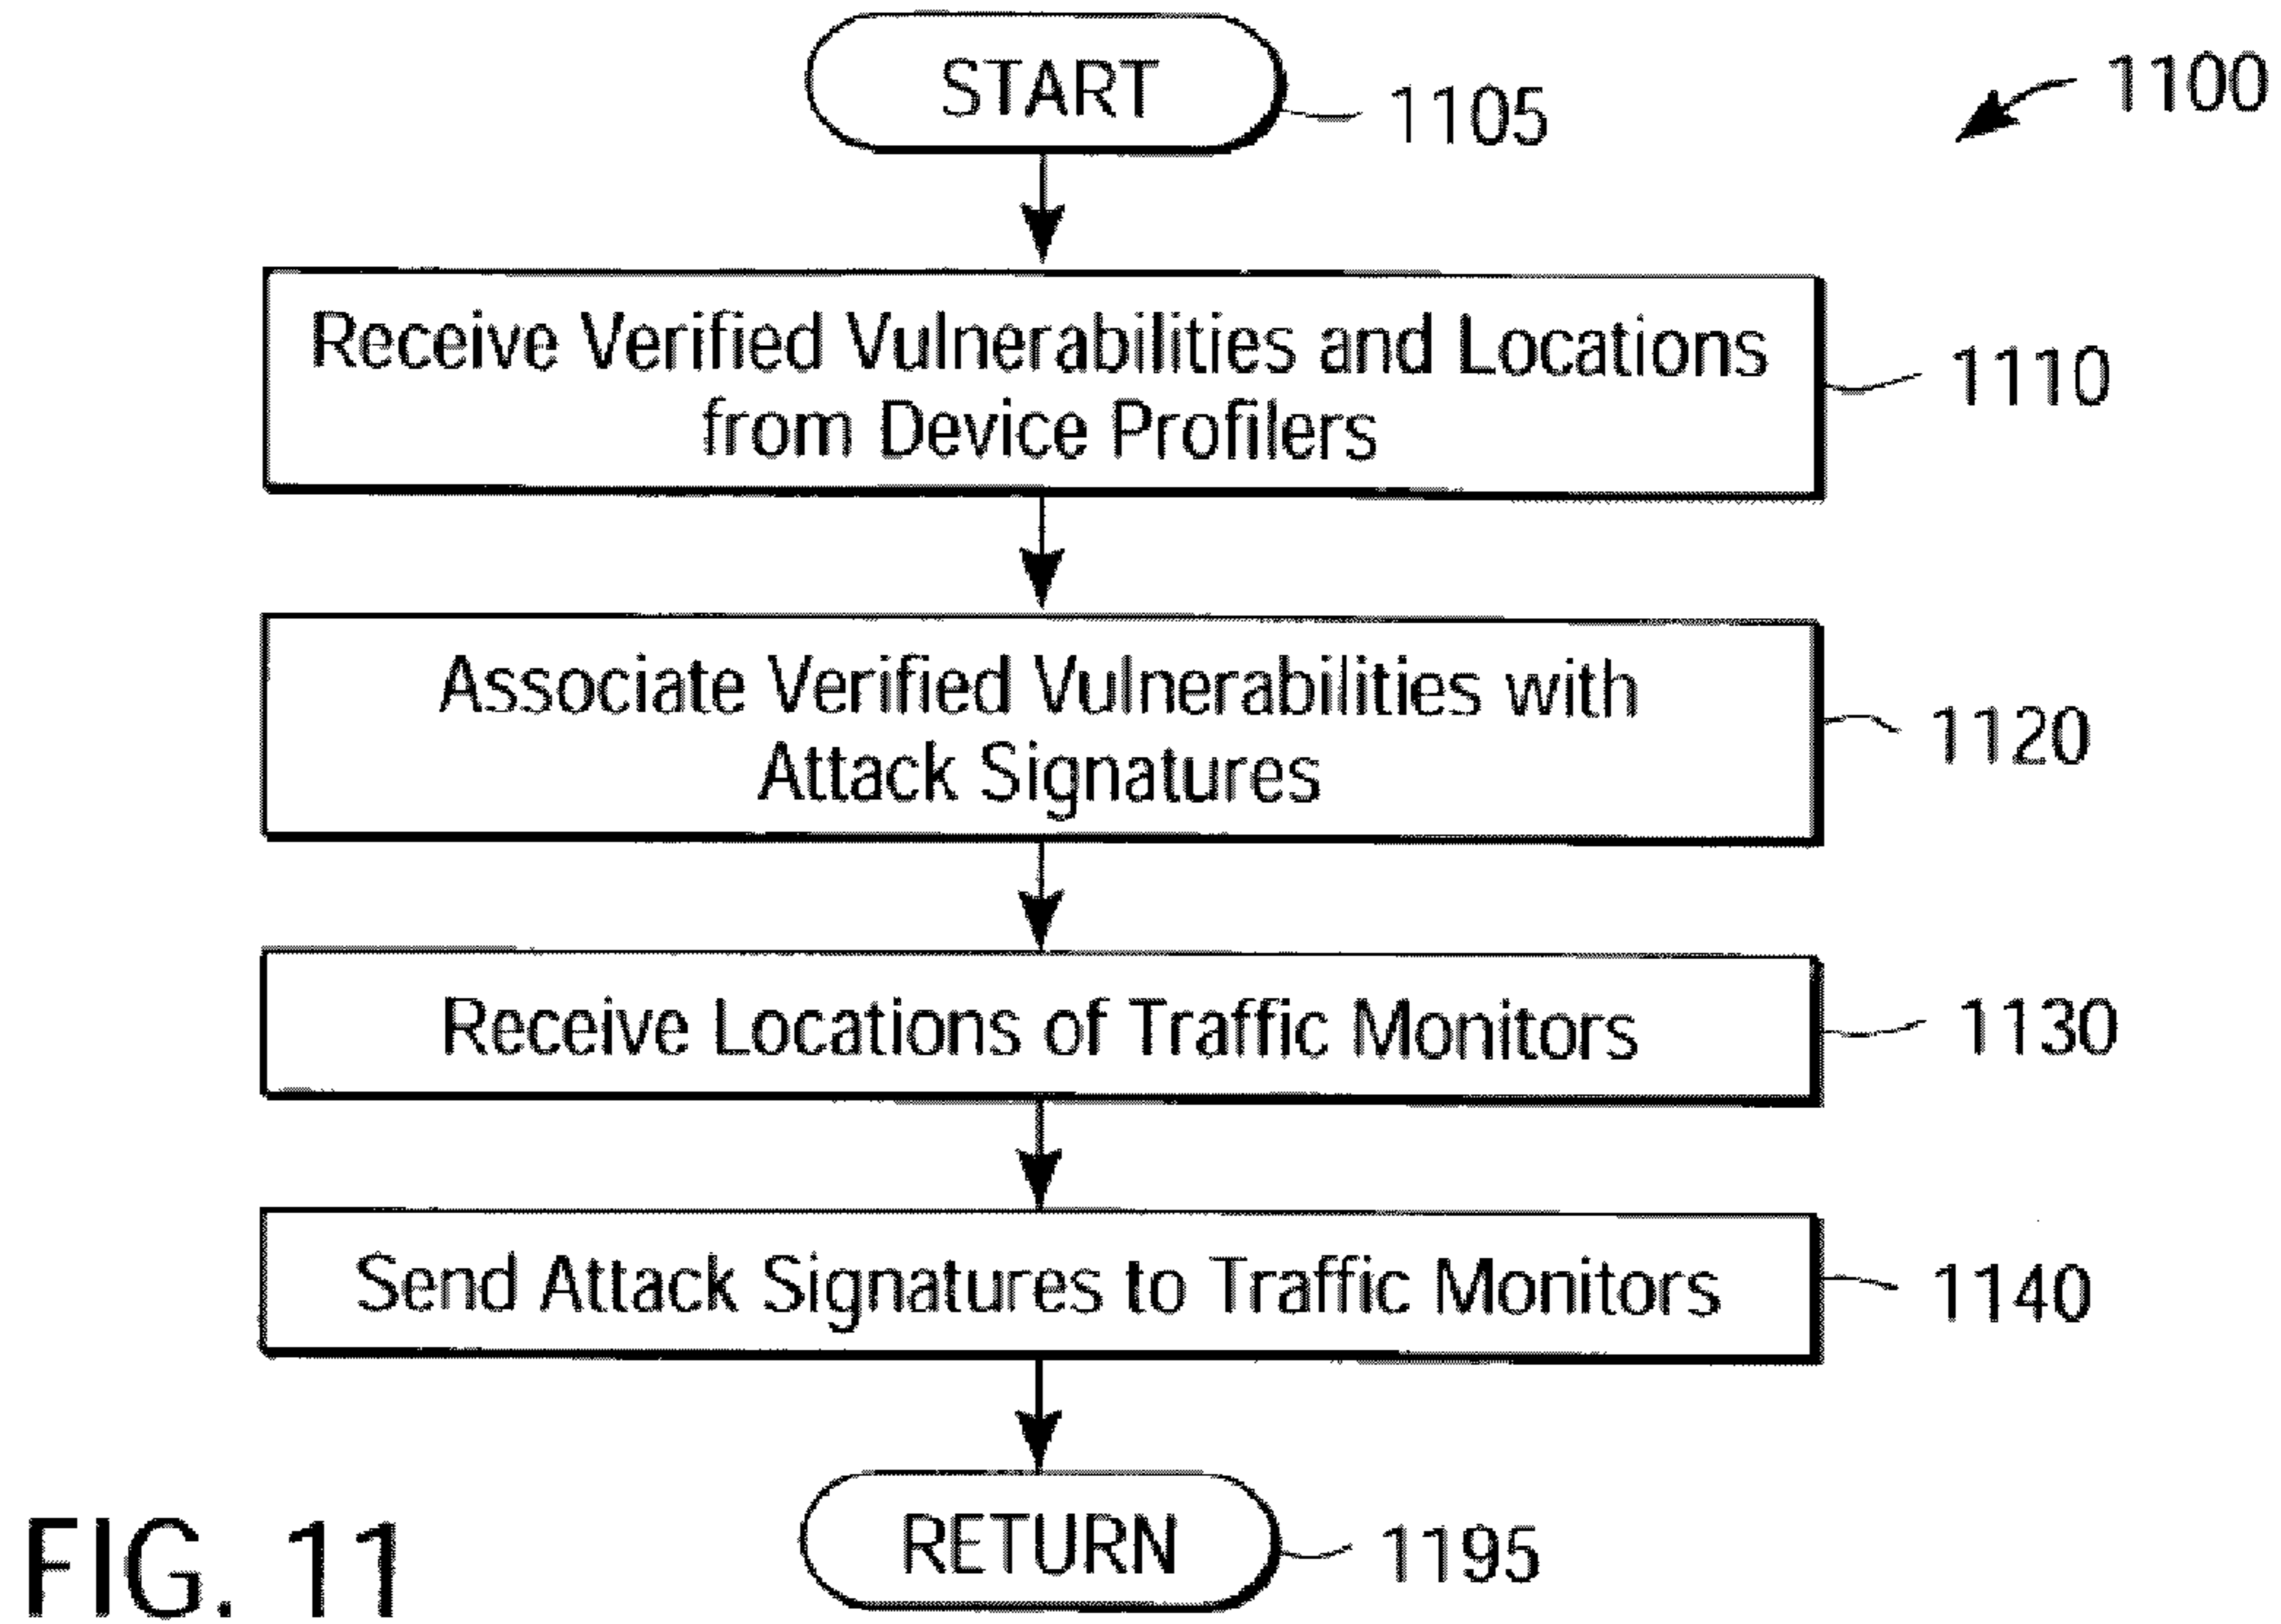 START
1105
1100
Receive Verified Vulnerabilities and Locations
from Device Profilers
1110
Associate Verified Vulnerabilities with
Attack Signatures
1120
Receive Locations of Traffic Monitors
1130
Send Attack Signatures to Traffic Monitors
1140
RETURN
1195
FIG. 11